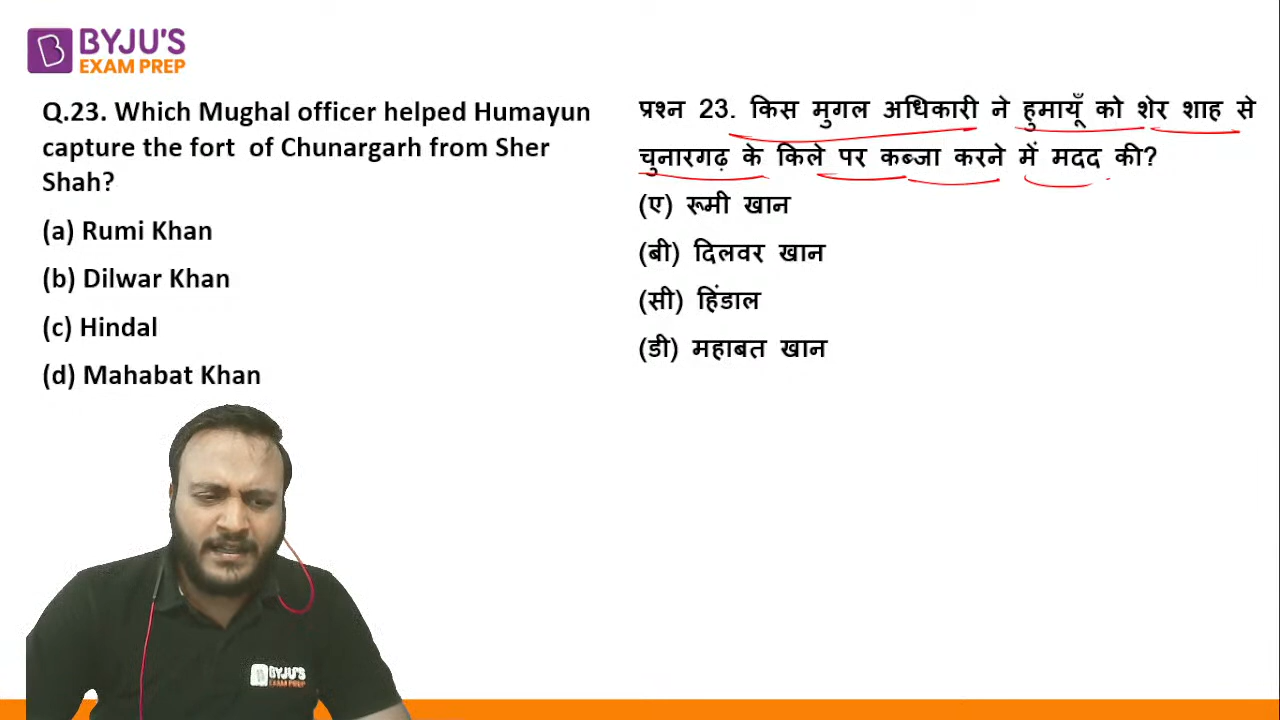 BYJU'S
EXAM PREP
Q.23. Which Mughal officer helped Humayun
capture the fort of Chunargarh from Sher
Shah?
(a) Rumi Khan
(b) Dilwar Khan
(c) Hindal
(d) Mahabat Khan
प्रश्न 23. किस मुगल अधिकारी ने हुमायूँ को शेर शाह से
चुनारगढ़ के किले पर कब्जा करने में मदद की?
(ए) रूमी खान
(बी) दिलवर खान
(सी) हिंडाल
(डी) महाबत खान
BYJU'S
EXAM PREP